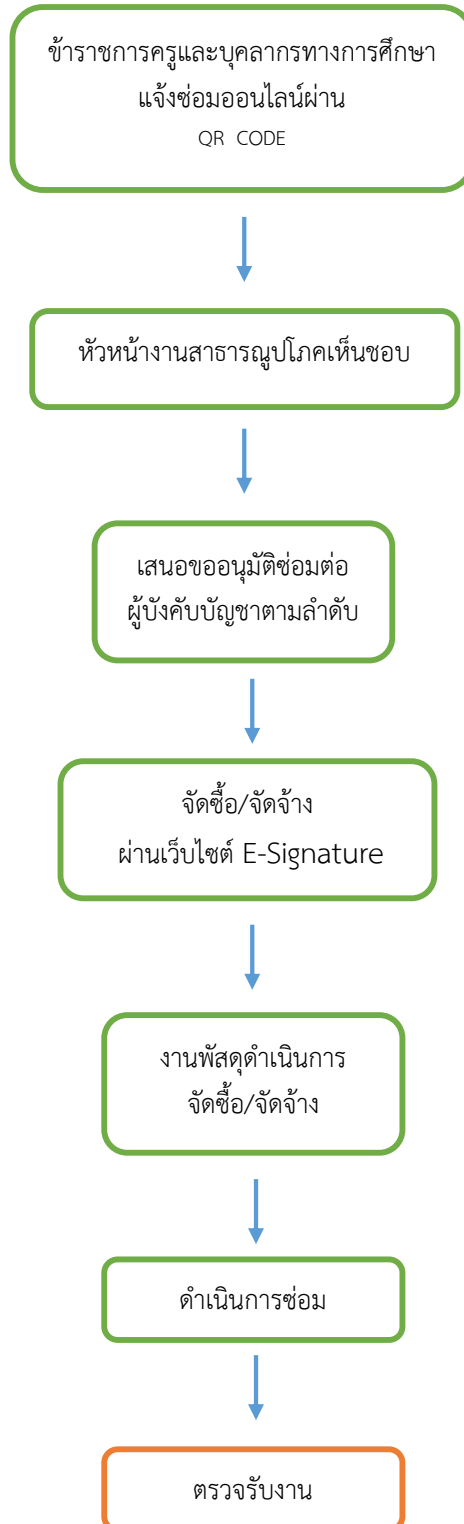 ข้าราชการครูและบุคลากรทางการศึกษา
แจ้งซ่อมออนไลน์ผ่าน
QR CODE
หัวหน้างานสาธารณูปโภคเห็นชอบ
เสนอขออนุมัติซ่อมต่อ
ผู้บังคับบัญชาตามลำดับ
จัดซื้อ/จัดจ้าง
ผ่านเว็บไซต์ E-Signature
งานพัสดุดำเนินการ
จัดซื้อ/จัดจ้าง
ดำเนินการซ่อม
ตรวจรับงาน